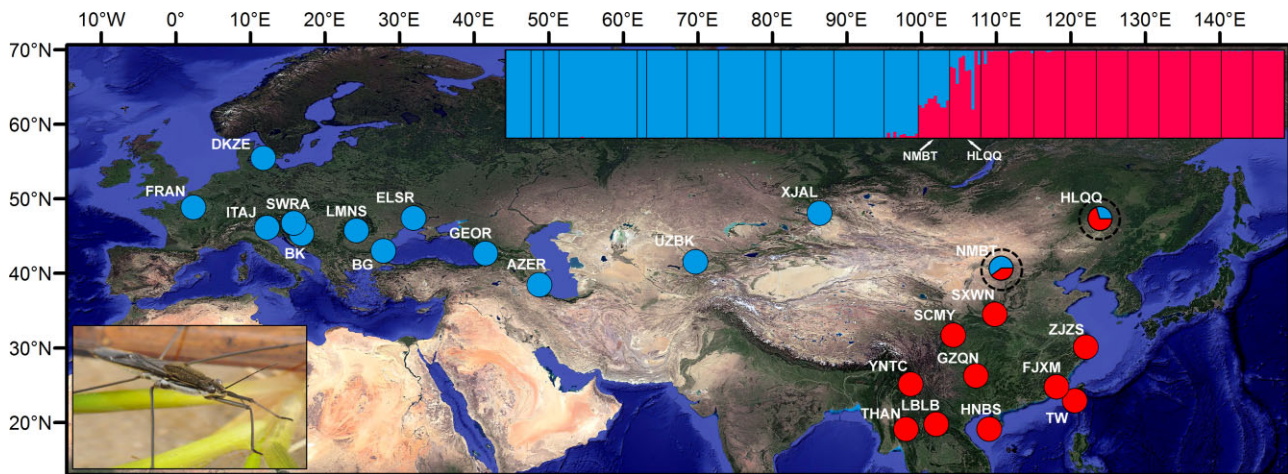 10°W 0° 10°E 20°E 30°E 40°E 50°E 60°E 70°E 80°E 90°E 100°E 110°E 120°E 130°E 140°E
70°N
60°N
50°N
40°N
30°N
20°N
NMBT HLQQ
DKZE
FRAN
ITAJ
SWRA
BK
LMNS
BG
ELSR
GEOR
AZER
UZBK
XJAL
HLQQ
NMBT
SXWN
SCMY
ZJZS
GZQN
YNTC
FJXM
THAN
LBLB
HNBS
TW